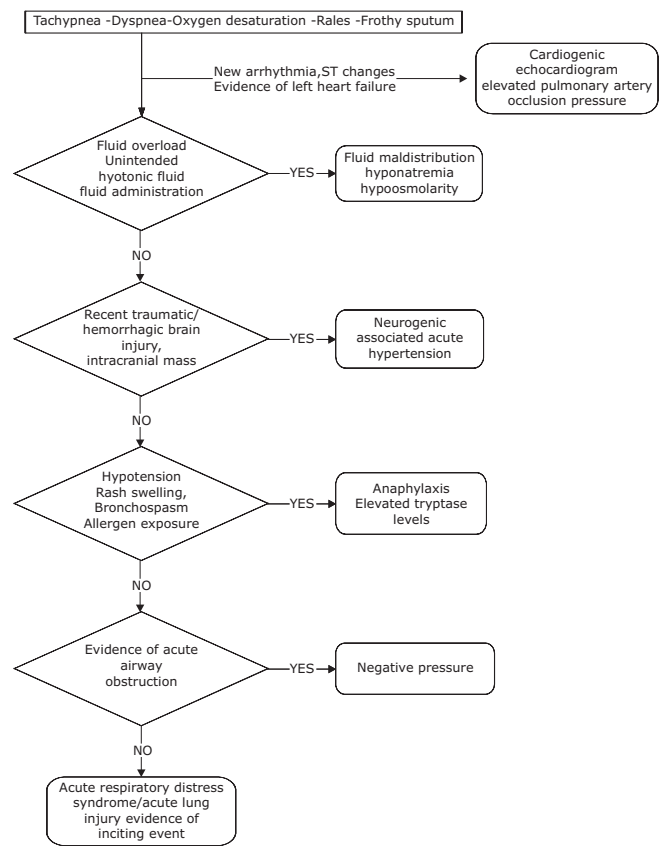 Tachypnea -Dyspnea-Oxygen desaturation -Rales -Frothy sputum
New arrhythmia,ST changes
Evidence of left heart failure
Cardiogenic
echocardiogram
elevated pulmonary artery
occlusion pressure
Fluid overload
Unintended
hyotonic fluid
fluid administration
YES
Fluid maldistribution
hyponatremia
hypoosmolarity
NO
Recent traumatic/
hemorrhagic brain
injury,
intracranial mass
YES
Neurogenic
associated acute
hypertension
NO
Hypotension
Rash swelling,
Bronchospasm
Allergen exposure
YES
Anaphylaxis
Elevated tryptase
levels
NO
Evidence of acute
airway
obstruction
YES
Negative pressure
NO
Acute respiratory distress
syndrome/acute lung
injury evidence of
inciting event